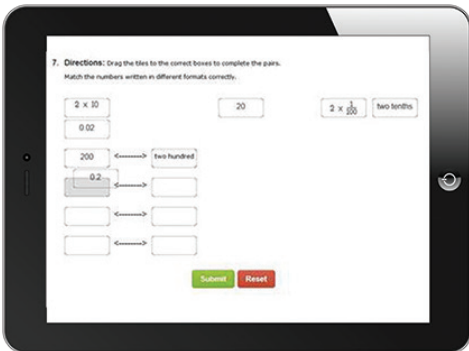 7. Directions: Drag the tiles to the correct boxes to complete the pairs.
Match the numbers written in different formats correctly.
2 x 10 20 2 x 1/100 two tenths
0.02
200 <--------> two hundred
0.2
<-------->
<-------->
<-------->
Submit Reset